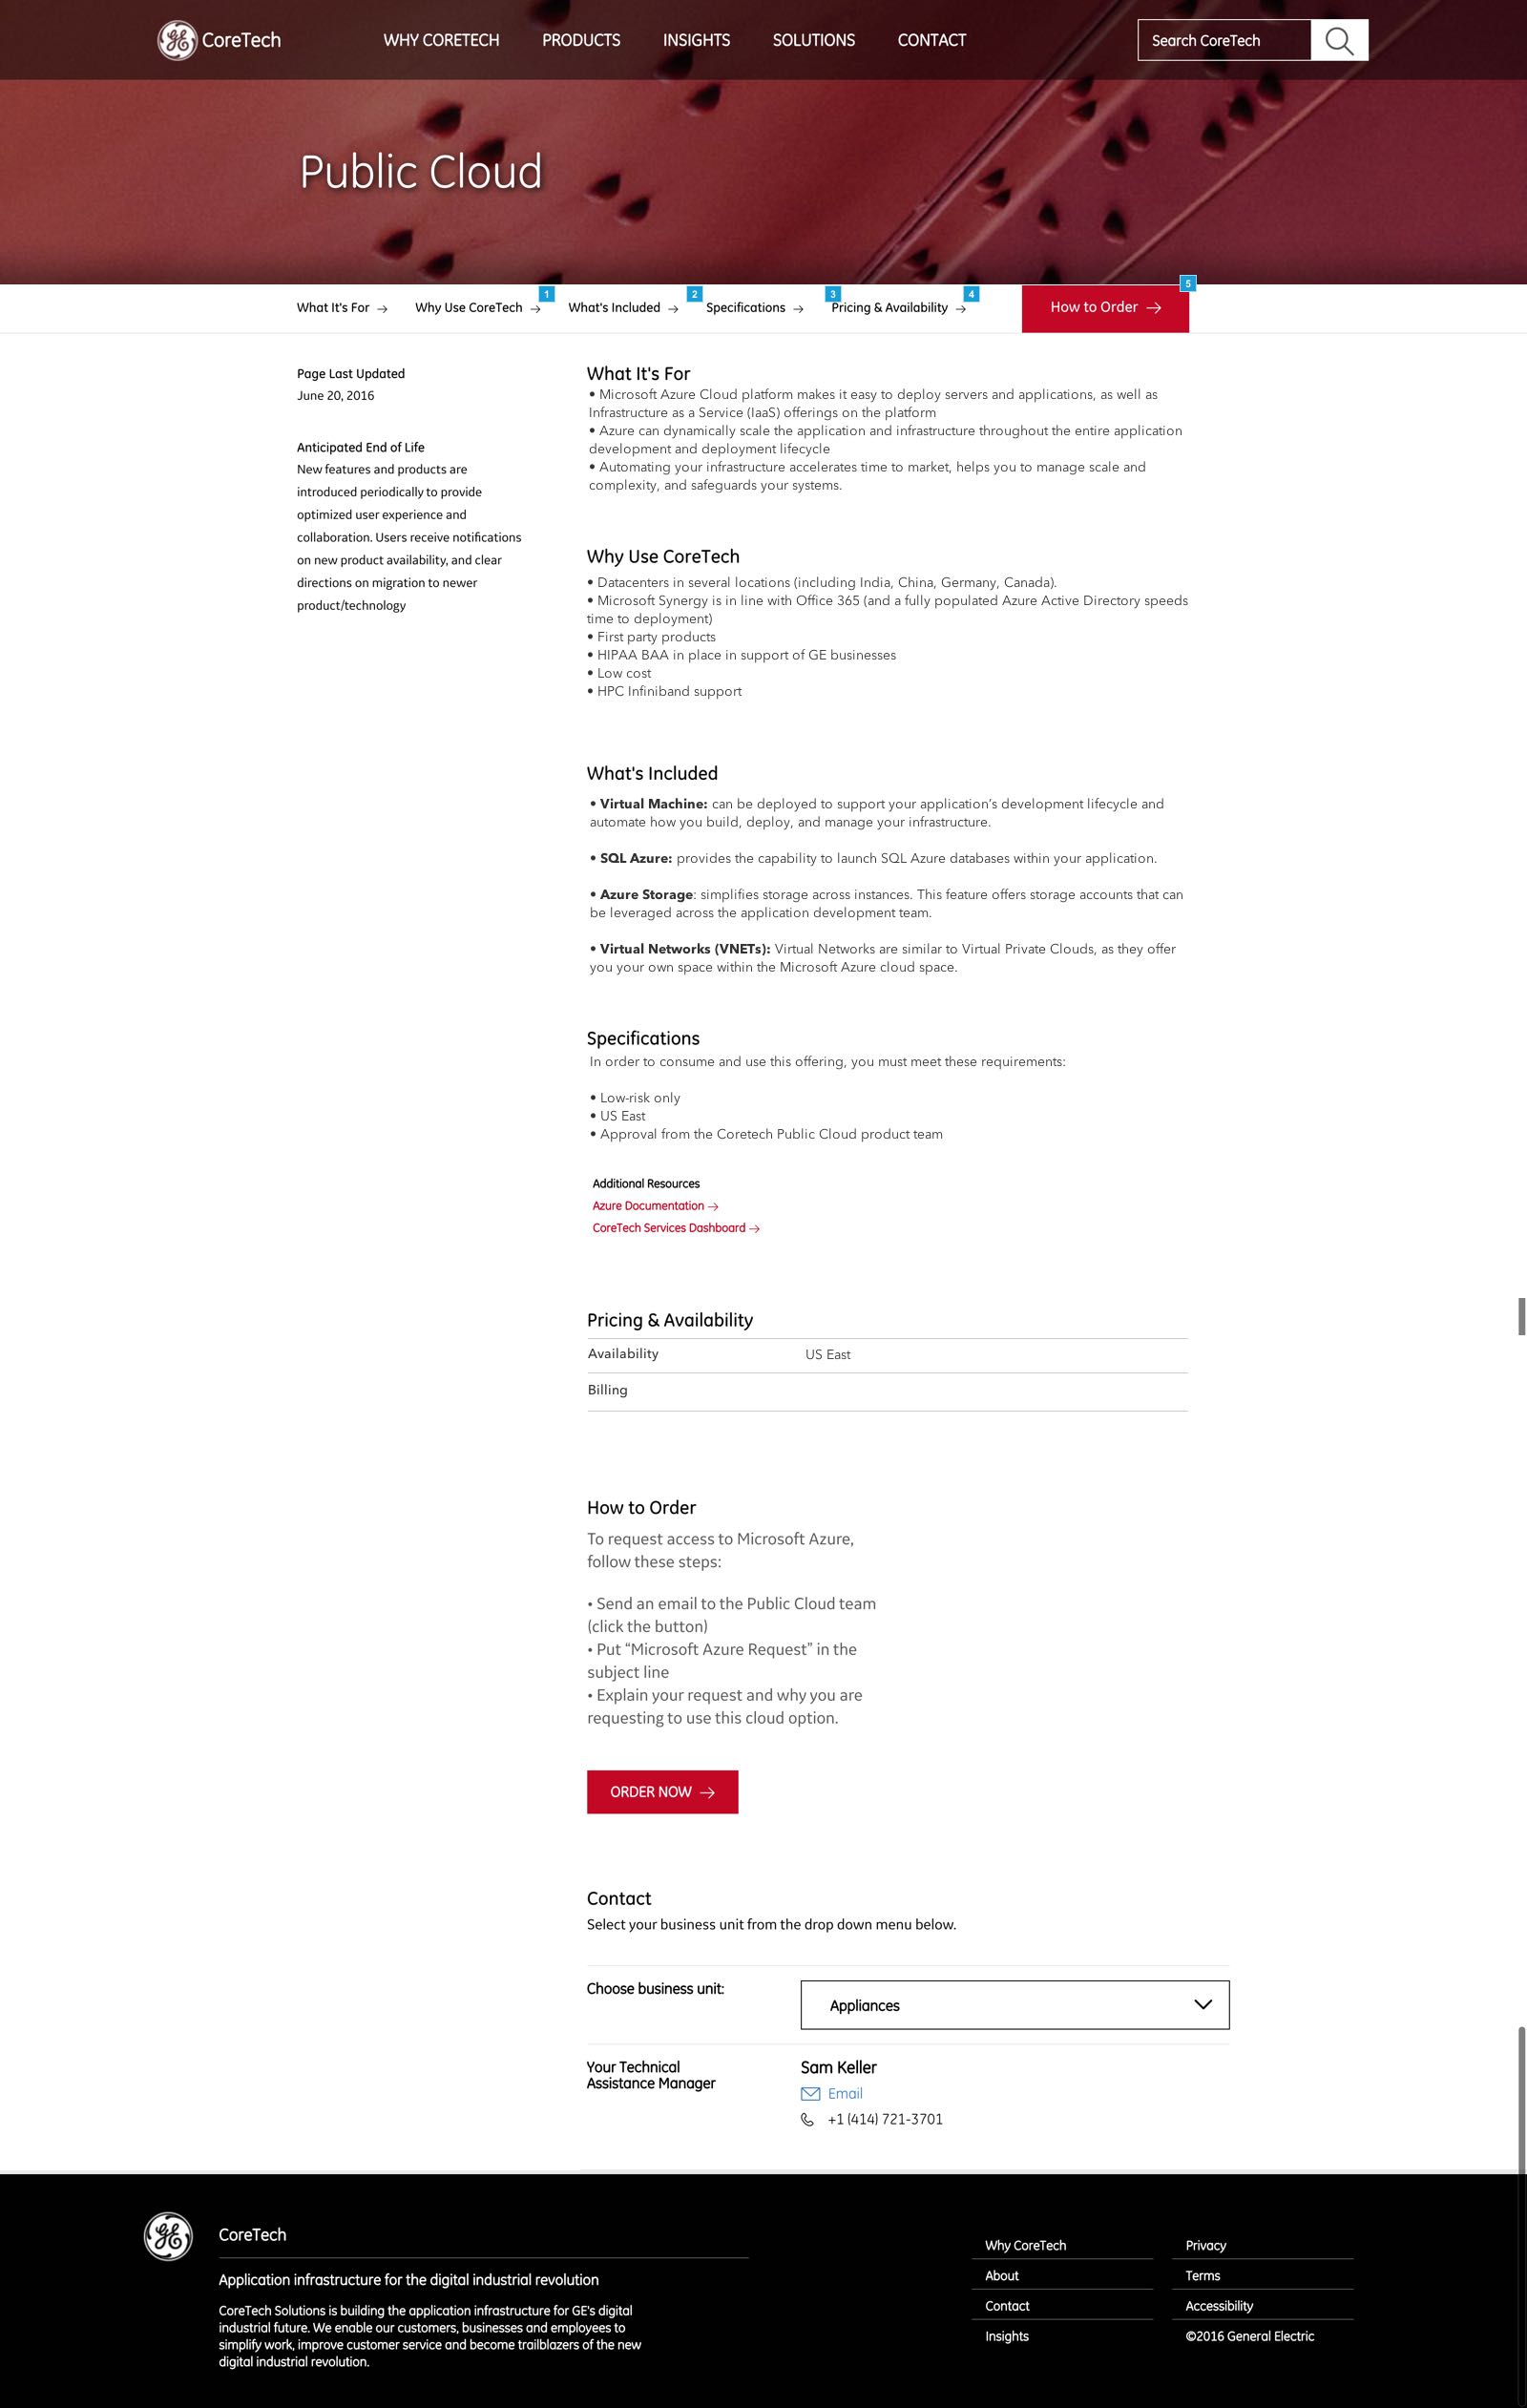 CoreTech
WHY CORETECH
PRODUCTS
INSIGHTS
SOLUTIONS
CONTACT
Search CoreTech
Public Cloud
What It's For →
Why Use CoreTech →
1
What's Included →
2
Specifications →
3
Pricing & Availability →
4
How to Order →
5
Page Last Updated
June 20, 2016
Anticipated End of Life
New features and products are
introduced periodically to provide
optimized user experience and
collaboration. Users receive notifications
on new product availability, and clear
directions on migration to newer
product/technology
What It's For
• Microsoft Azure Cloud platform makes it easy to deploy servers and applications, as well as
Infrastructure as a Service (IaaS) offerings on the platform
• Azure can dynamically scale the application and infrastructure throughout the entire application
development and deployment lifecycle
• Automating your infrastructure accelerates time to market, helps you to manage scale and
complexity, and safeguards your systems.
Why Use CoreTech
• Datacenters in several locations (including India, China, Germany, Canada).
• Microsoft Synergy is in line with Office 365 (and a fully populated Azure Active Directory speeds
time to deployment)
• First party products
• HIPAA BAA in place in support of GE businesses
• Low cost
• HPC Infiniband support
What's Included
• Virtual Machine: can be deployed to support your application’s development lifecycle and
automate how you build, deploy, and manage your infrastructure.
• SQL Azure: provides the capability to launch SQL Azure databases within your application.
• Azure Storage: simplifies storage across instances. This feature offers storage accounts that can
be leveraged across the application development team.
• Virtual Networks (VNETs): Virtual Networks are similar to Virtual Private Clouds, as they offer
you your own space within the Microsoft Azure cloud space.
Specifications
In order to consume and use this offering, you must meet these requirements:
• Low-risk only
• US East
• Approval from the Coretech Public Cloud product team
Additional Resources
Azure Documentation →
CoreTech Services Dashboard →
Pricing & Availability
Availability US East
Billing
How to Order
To request access to Microsoft Azure,
follow these steps:
• Send an email to the Public Cloud team
(click the button)
• Put “Microsoft Azure Request” in the
subject line
• Explain your request and why you are
requesting to use this cloud option.
ORDER NOW →
Contact
Select your business unit from the drop down menu below.
Choose business unit:
Appliances
Your Technical
Assistance Manager
Sam Keller
Email
+1 (414) 721-3701
CoreTech
Application infrastructure for the digital industrial revolution
CoreTech Solutions is building the application infrastructure for GE's digital
industrial future. We enable our customers, businesses and employees to
simplify work, improve customer service and become trailblazers of the new
digital industrial revolution.
Why CoreTech
About
Contact
Insights
Privacy
Terms
Accessibility
©2016 General Electric